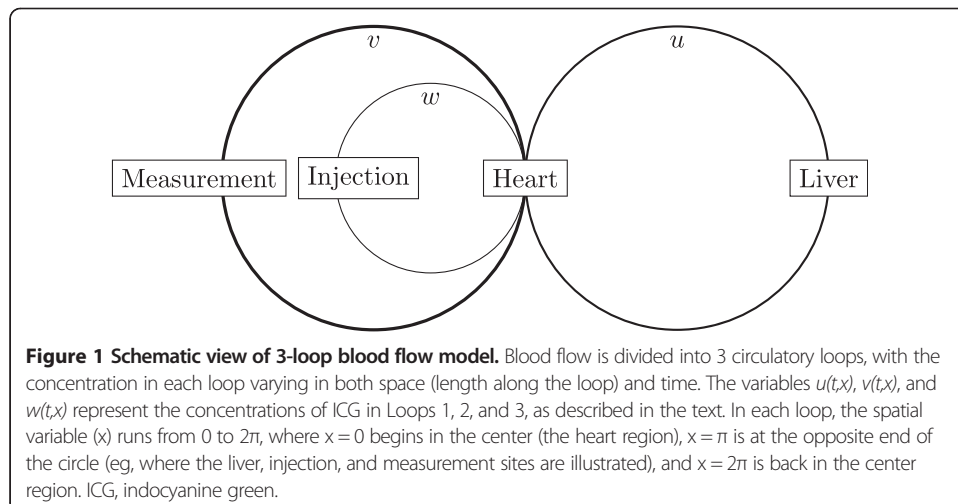 v
u
w
Measurement
Injection
Heart
Liver
Figure 1 Schematic view of 3-loop blood flow model. Blood flow is divided into 3 circulatory loops, with the
concentration in each loop varying in both space (length along the loop) and time. The variables u(t,x), v(t,x), and
w(t,x) represent the concentrations of ICG in Loops 1, 2, and 3, as described in the text. In each loop, the spatial
variable (x) runs from 0 to 2π, where x = 0 begins in the center (the heart region), x = π is at the opposite end of
the circle (eg, where the liver, injection, and measurement sites are illustrated), and x = 2π is back in the center
region. ICG, indocyanine green.